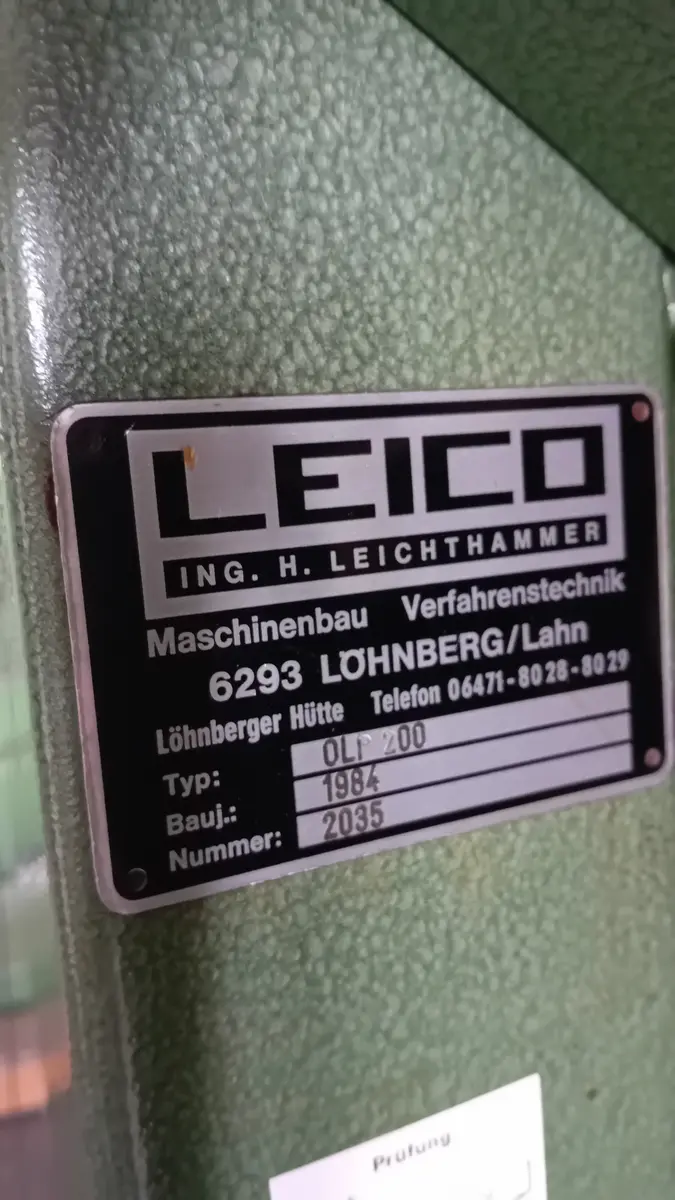 LEICO
ING. H. LEICHTHAMMER
Maschinenbau Verfahrenstechnik
6293 LÖHNBERG/Lahn
Löhnberger Hütte Telefon 06471-8028-8029
Typ: OLP 200
Bauj.: 1984
Nummer: 2035
Prüfung